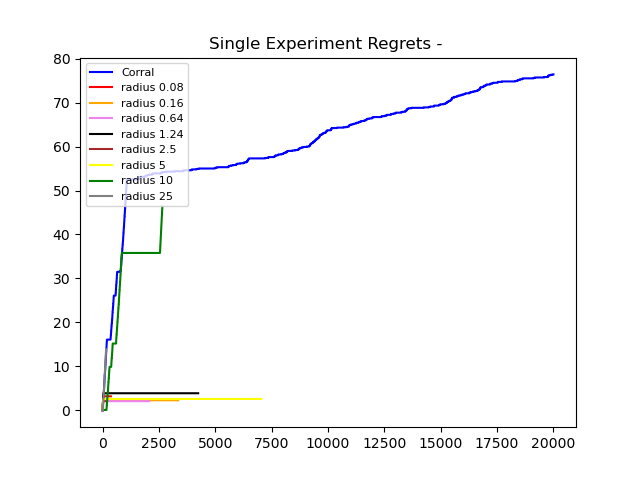 Single Experiment Regrets -
80
70
60
50
40
30
20
10
0
Corral
radius 0.08
radius 0.16
radius 0.64
radius 1.24
radius 2.5
radius 5
radius 10
radius 25
0 2500 5000 7500 10000 12500 15000 17500 20000